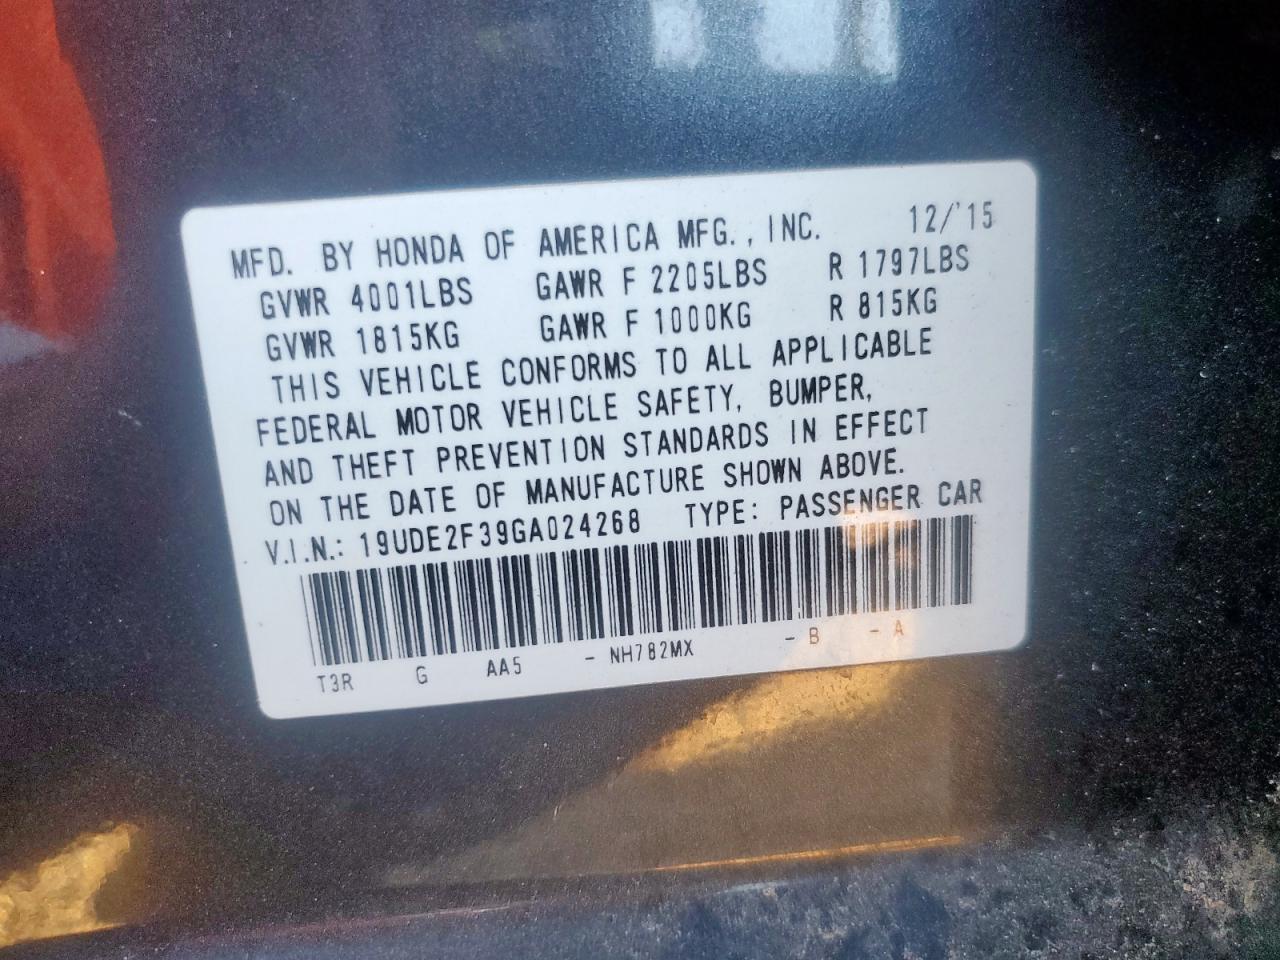 MFD. BY HONDA OF AMERICA MFG., INC. 12/'15
GVWR 4001LBS GAWR F 2205LBS R 1797LBS
GVWR 1815KG GAWR F 1000KG R 815KG
THIS VEHICLE CONFORMS TO ALL APPLICABLE
FEDERAL MOTOR VEHICLE SAFETY, BUMPER,
AND THEFT PREVENTION STANDARDS IN EFFECT
ON THE DATE OF MANUFACTURE SHOWN ABOVE.
V.I.N.: 19UDE2F39GA024268 TYPE: PASSENGER CAR
T3R G AA5 - NH782MX - B - A